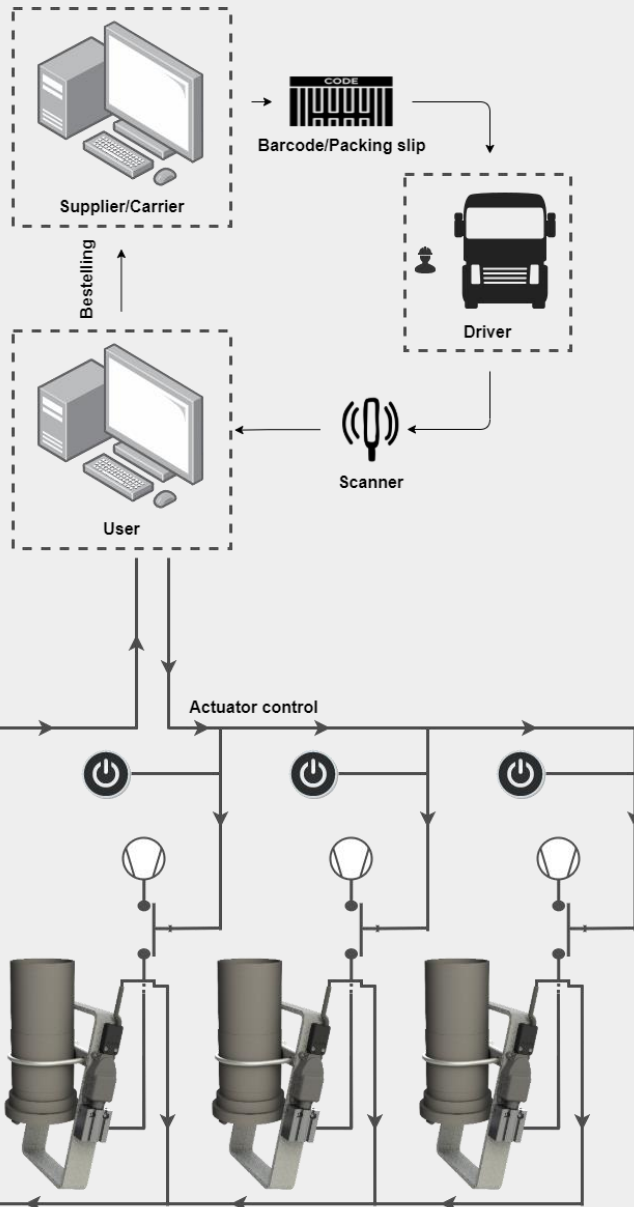 CODE
Barcode/Packing slip
Supplier/Carrier
Bestelling
Driver
Scanner
User
Actuator control